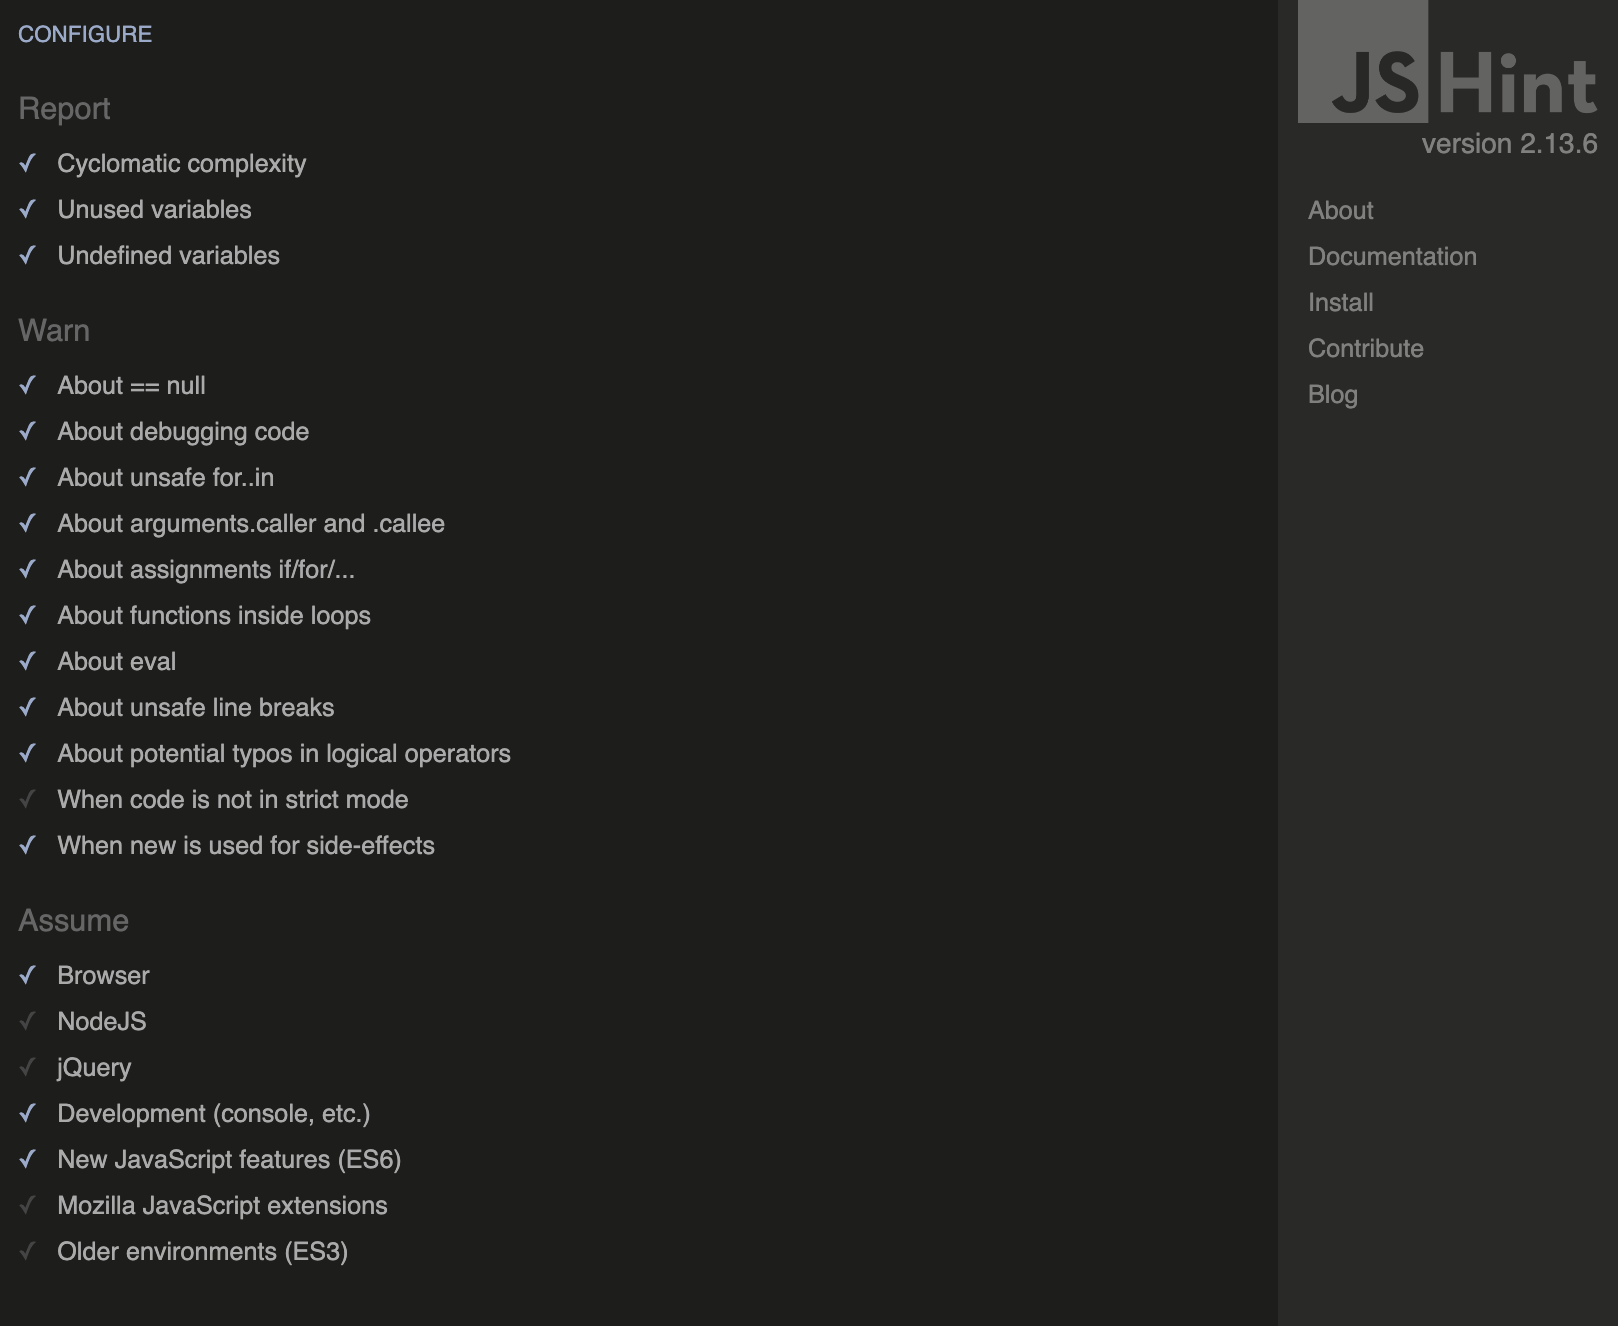 CONFIGURE
Report
✓ Cyclomatic complexity
✓ Unused variables
✓ Undefined variables
Warn
✓ About == null
✓ About debugging code
✓ About unsafe for..in
✓ About arguments.caller and .callee
✓ About assignments if/for/...
✓ About functions inside loops
✓ About eval
✓ About unsafe line breaks
✓ About potential typos in logical operators
✓ When code is not in strict mode
✓ When new is used for side-effects
Assume
✓ Browser
✓ NodeJS
✓ jQuery
✓ Development (console, etc.)
✓ New JavaScript features (ES6)
✓ Mozilla JavaScript extensions
✓ Older environments (ES3)
JSHint
version 2.13.6
About
Documentation
Install
Contribute
Blog